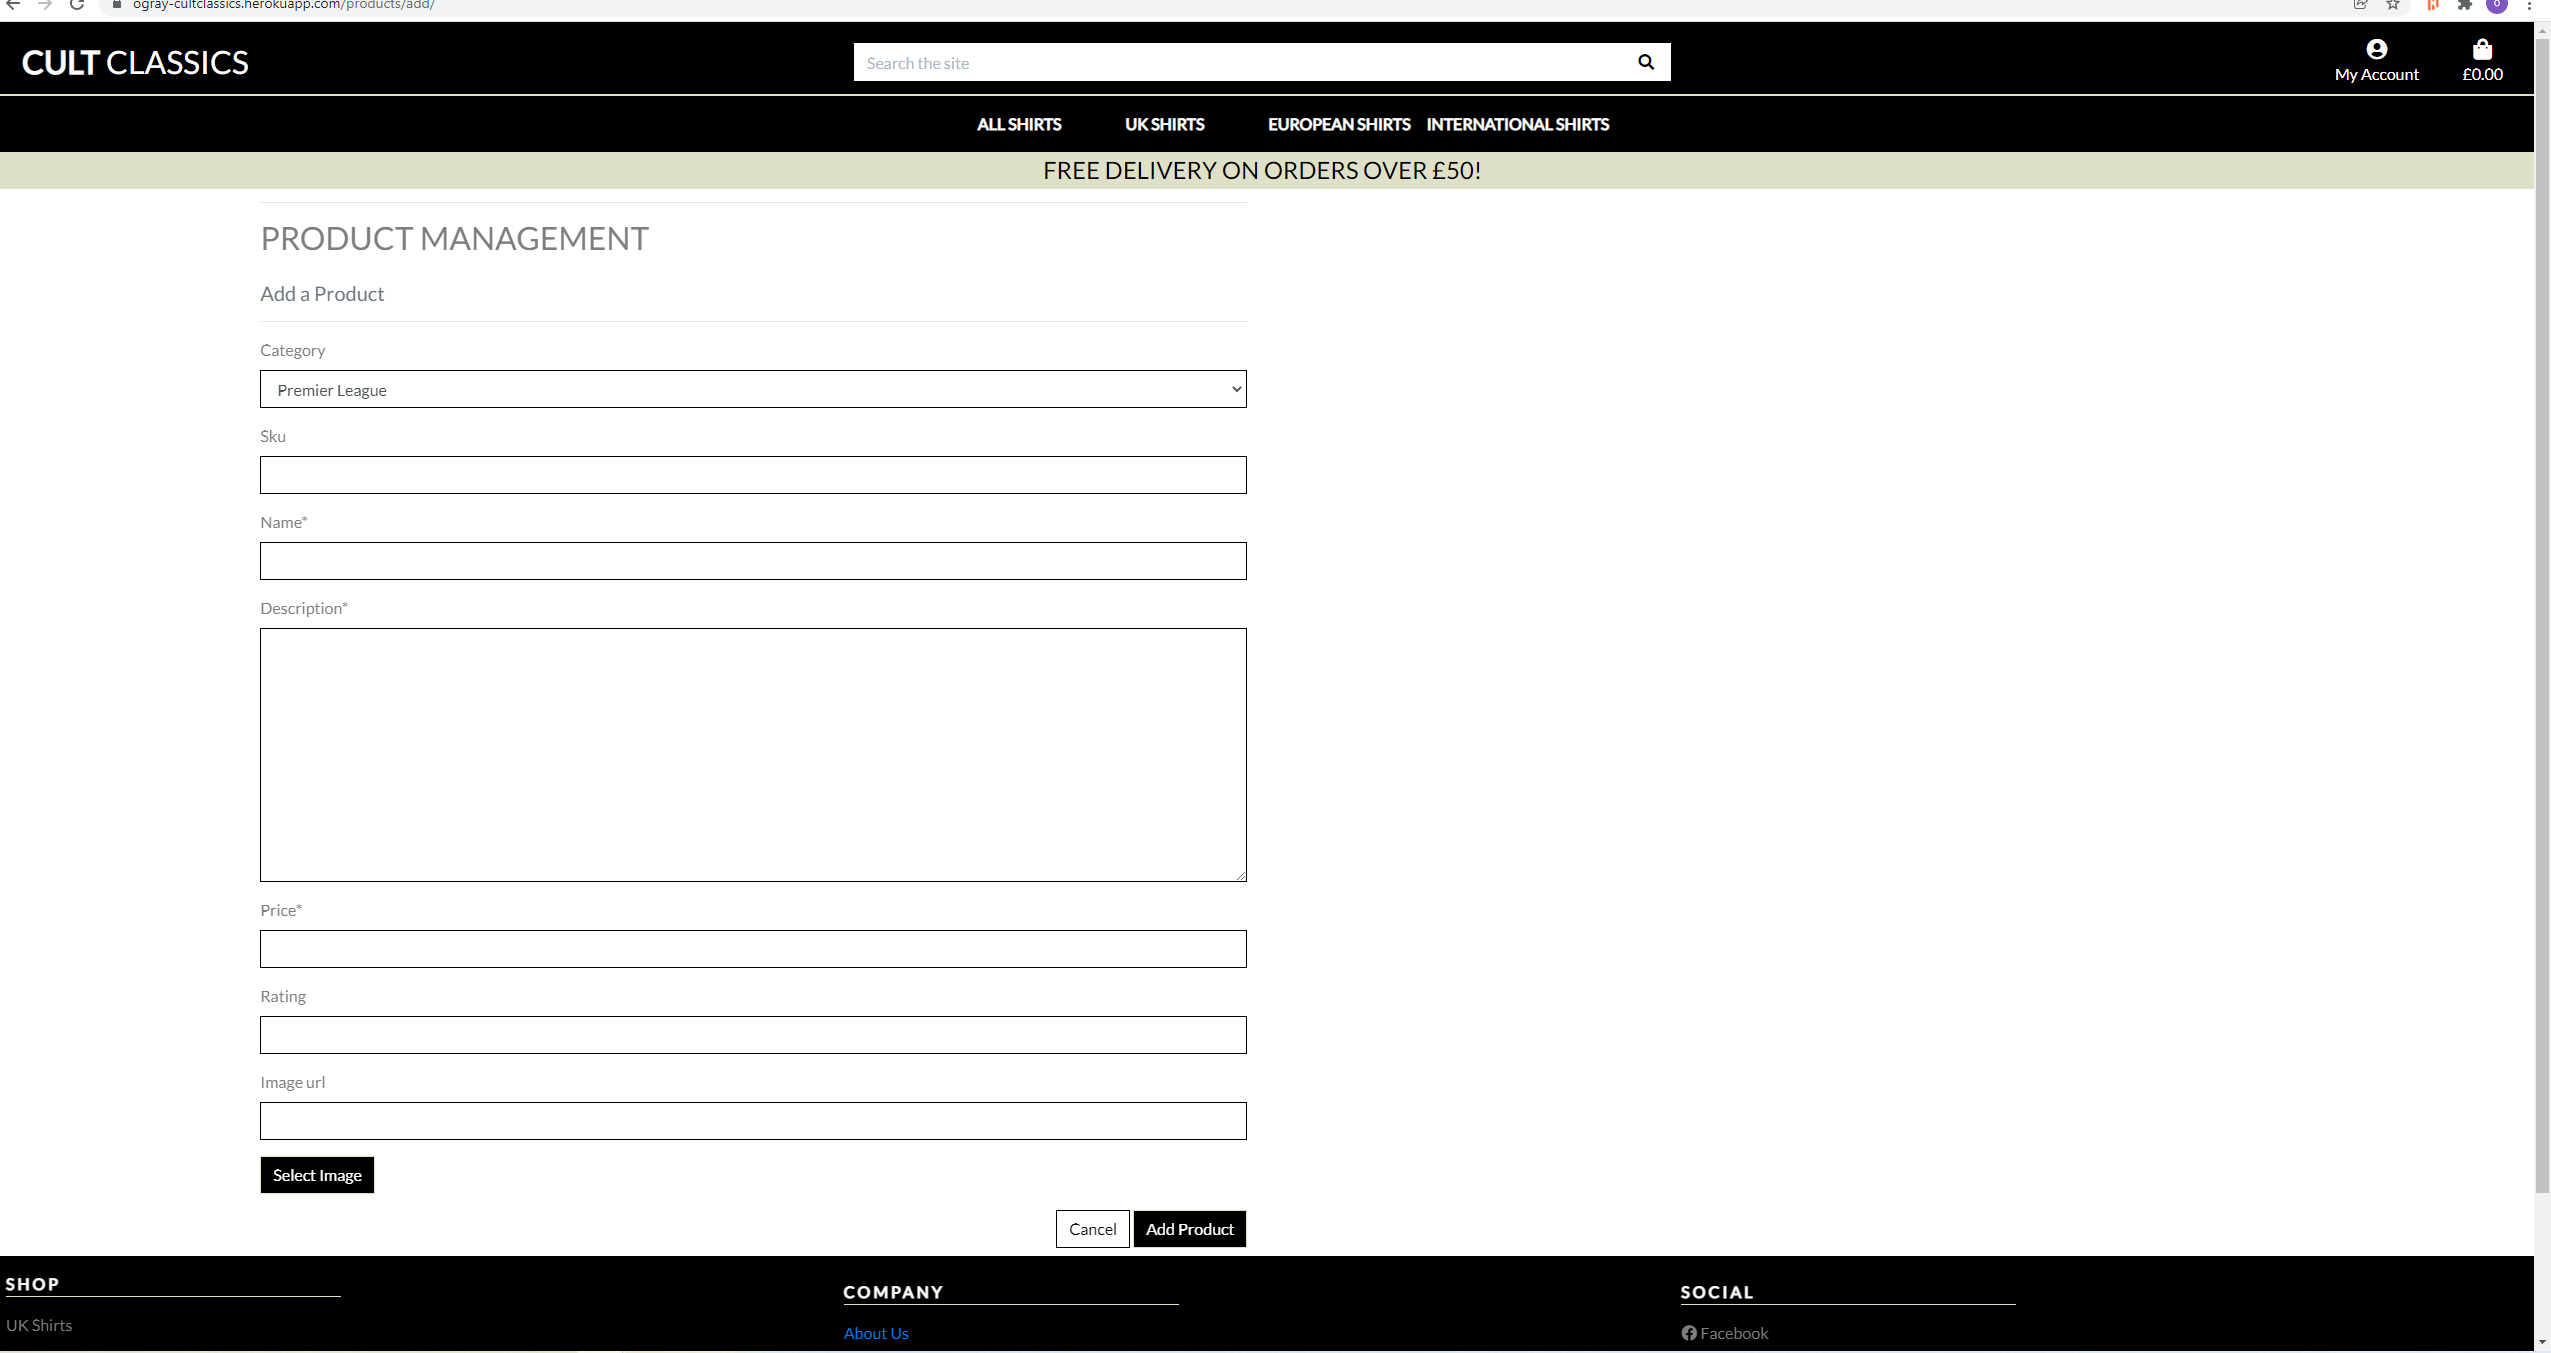 ogray-cultclassics.herokuapp.com/products/add/
o
CULT CLASSICS
Search the site
My Account
£0.00
ALL SHIRTS
UK SHIRTS
EUROPEAN SHIRTS
INTERNATIONAL SHIRTS
FREE DELIVERY ON ORDERS OVER £50!
PRODUCT MANAGEMENT
Add a Product
Category
Premier League
Sku
Name*
Description*
Price*
Rating
Image url
Select Image
Cancel
Add Product
SHOP
COMPANY
SOCIAL
UK Shirts
About Us
Facebook